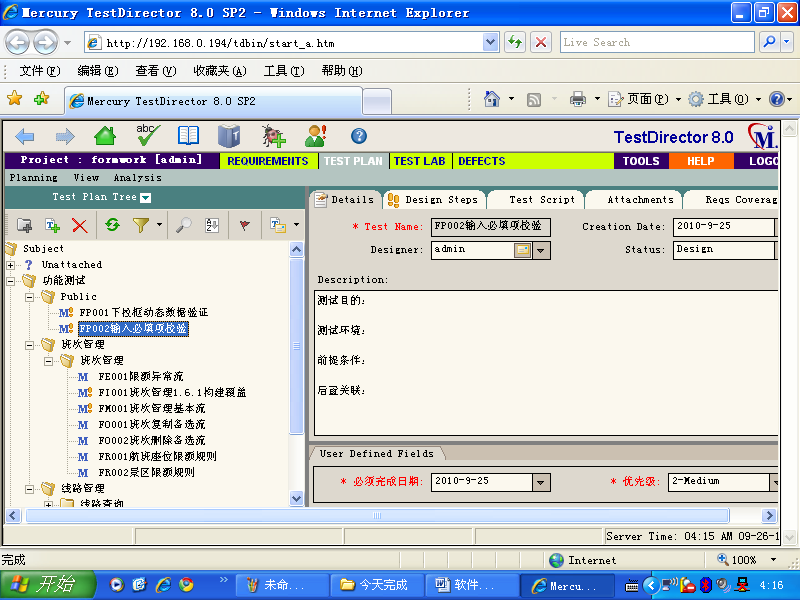 Mercury TestDirector 8.0 SP2 - Windows Internet Explorer
http://192.168.0.194/tdbin/start_a.htm
Live Search
文件(F) 编辑(E) 查看(V) 收藏夹(A) 工具(T) 帮助(H)
Mercury TestDirector 8.0 SP2
页面(P) 工具(O)
abc
TestDirector 8.0 M.
Project : formwork [admin] REQUIREMENTS TEST PLAN TEST LAB DEFECTS TOOLS HELP LOGO
Planning View Analysis
Test Plan Tree
Details Design Steps Test Script Attachments Reqs Coverag
* Test Name: FP002输入必填项校验 Creation Date: 2010-9-25
Designer: admin Status: Design
Description:
测试目的:
测试环境:
前提条件:
后置关联:
Subject
Unattached
功能测试
Public
FP001下拉框动态数据验证
FP002输入必填项校验
班次管理
班次管理
FE001限额异常流
FI001班次管理1.6.1构建覆盖
FM001班次管理基本流
FO001班次复制备选流
FO002班次删除备选流
FR001航班座位限额规则
FR002景区限额规则
线路管理
线路查询
User Defined Fields
* 必须完成日期: 2010-9-25 * 优先级: 2-Medium
Server Time: 04:15 AM 09-26-1
完成 Internet 100%
开始 未命... 今天完成 软件... Mercu... 4:16